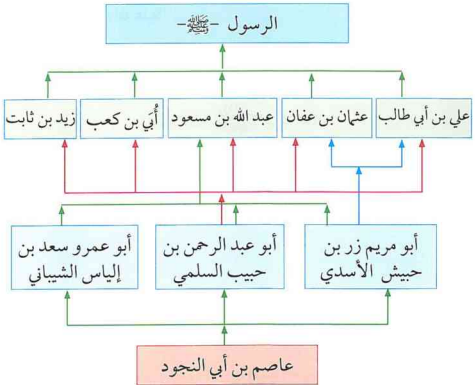 الرسول -ﷺ-
علي بن أبي طالب
عثمان بن عفان
عبد الله بن مسعود
أُبَي بن كعب
زيد بن ثابت
أبو مريم زر بن
حبيش الأسدي
أبو عبد الرحمن بن
حبيب السلمي
أبو عمرو سعد بن
إلياس الشيباني
عاصم بن أبي النجود